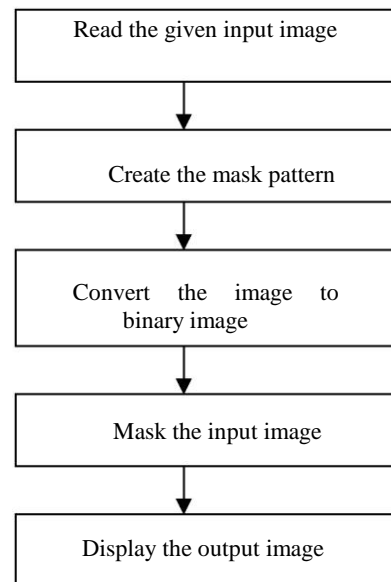 Read the given input image
Create the mask pattern
Convert the image to
binary image
Mask the input image
Display the output image